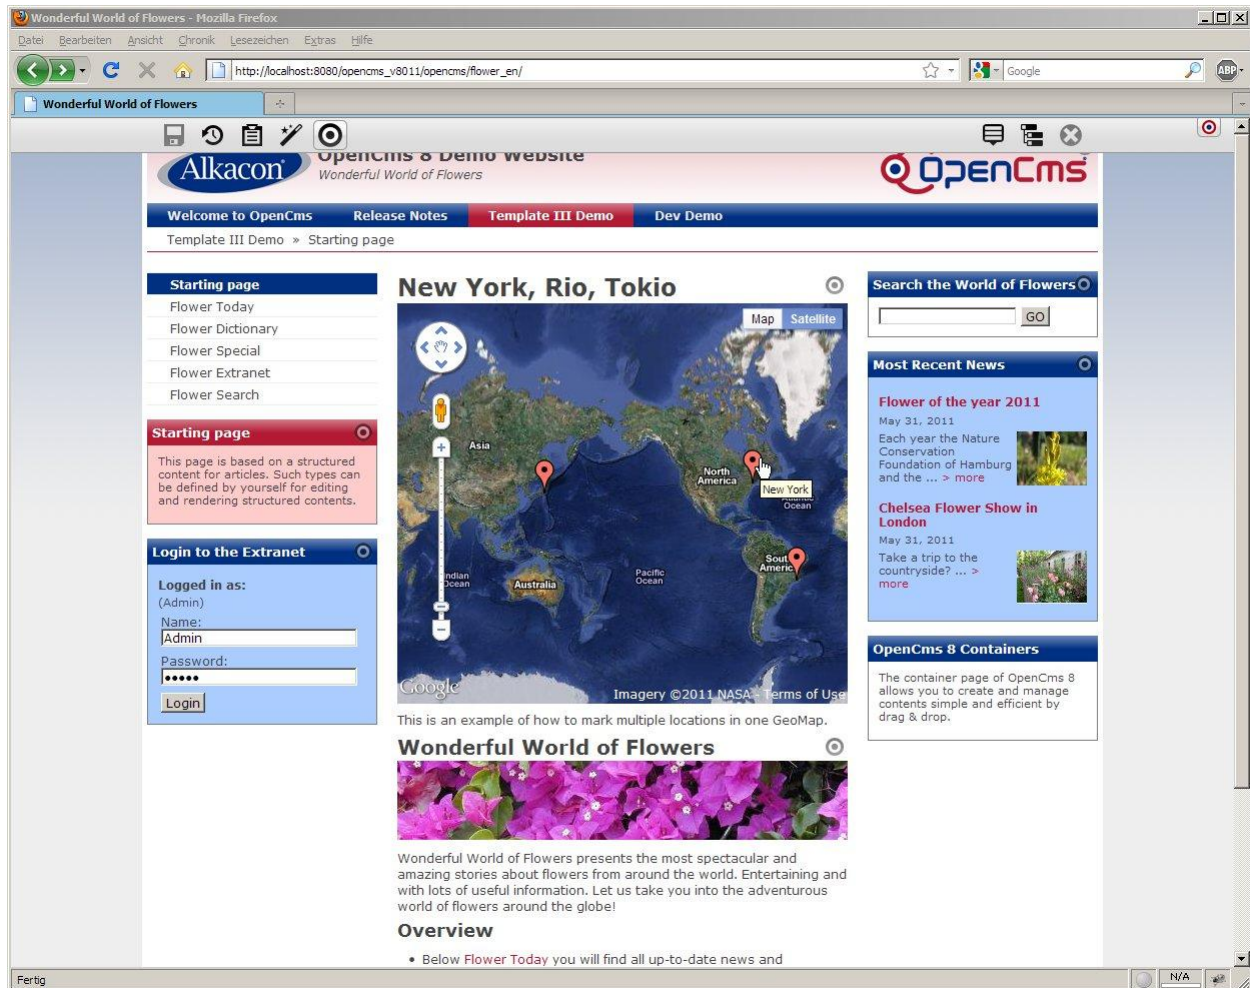 Wonderful World of Flowers - Mozilla Firefox
Datei Bearbeiten Ansicht Chronik Lesezeichen Extras Hilfe
http://localhost:8080/opencms_v8011/opencms/flower_en/
Google
ABP
Wonderful World of Flowers
Alkacon
OpenCms 8 Demo Website
Wonderful World of Flowers
OpenCms
Welcome to OpenCms Release Notes Template III Demo Dev Demo
Template III Demo » Starting page
Starting page
Flower Today
Flower Dictionary
Flower Special
Flower Extranet
Flower Search
Starting page
This page is based on a structured
content for articles. Such types can
be defined by yourself for editing
and rendering structured contents.
Login to the Extranet
Logged in as:
(Admin)
Name:
Admin
Password:
•••••
Login
New York, Rio, Tokio
Map Satellite
Asia
North
America
New York
Ocean
South
Americ
Indian
Ocean
Australia
Pacific
Ocean
Google
Imagery ©2011 NASA - Terms of Use
This is an example of how to mark multiple locations in one GeoMap.
Wonderful World of Flowers
Wonderful World of Flowers presents the most spectacular and
amazing stories about flowers from around the world. Entertaining and
with lots of useful information. Let us take you into the adventurous
world of flowers around the globe!
Overview
• Below Flower Today you will find all up-to-date news and
Search the World of Flowers
GO
Most Recent News
Flower of the year 2011
May 31, 2011
Each year the Nature
Conservation
Foundation of Hamburg
and the ... > more
Chelsea Flower Show in
London
May 31, 2011
Take a trip to the
countryside? ... >
more
OpenCms 8 Containers
The container page of OpenCms 8
allows you to create and manage
contents simple and efficient by
drag & drop.
Fertig
N/A